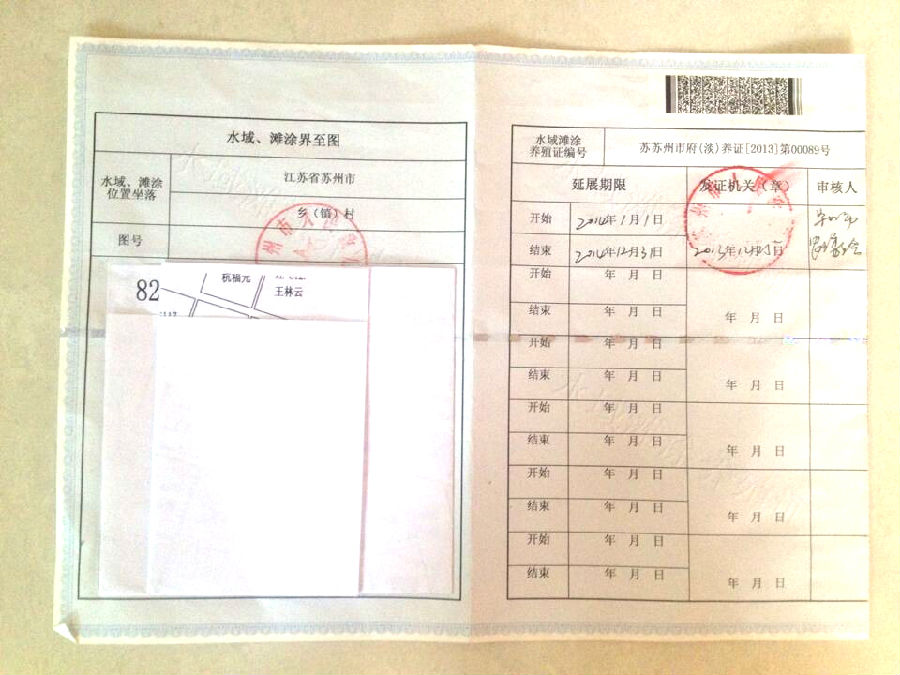 水域、滩涂界至图
水域、滩涂
位置坐落
江苏省苏州市
乡（镇）村
图号
82
杭福元
王林云
水域滩涂
养殖证编号
苏苏州市府(淡)养证[2013]第00089号
延展期限
发证机关（章）
审核人
开始
2014年1月1日
结束
2014年12月31日
2013年12月31日
开始
年 月 日
结束
年 月 日
年 月 日
开始
年 月 日
结束
年 月 日
年 月 日
开始
年 月 日
结束
年 月 日
年 月 日
开始
年 月 日
结束
年 月 日
年 月 日
开始
年 月 日
结束
年 月 日
年 月 日